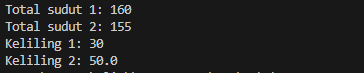 Total sudut 1: 160
Total sudut 2: 155
Keliling 1: 30
Keliling 2: 50.0